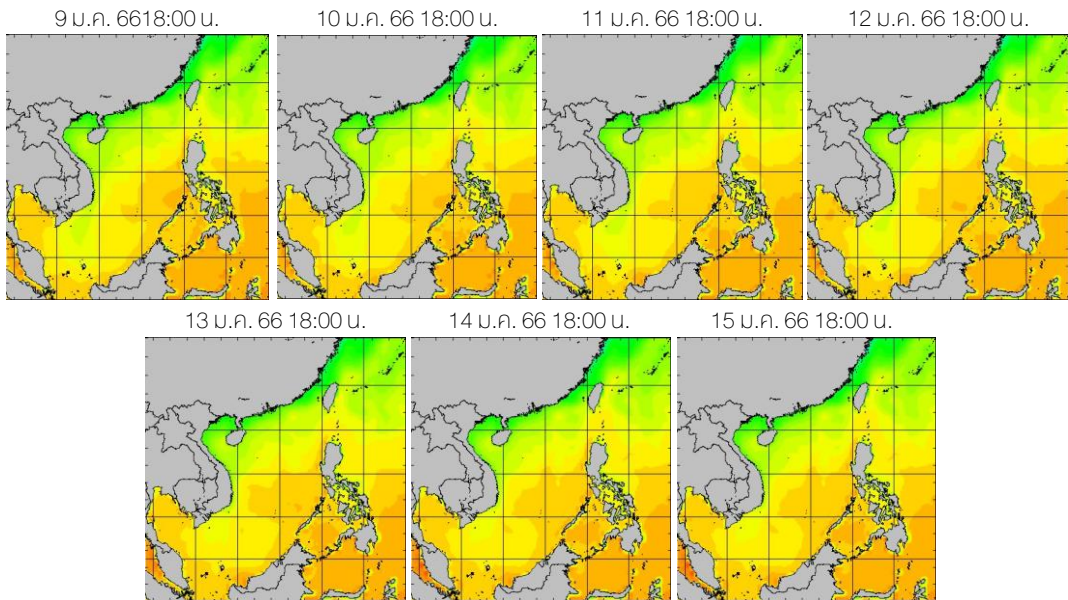 9 ม.ค. 6618:00 น.
10 ม.ค. 66 18:00 น.
11 ม.ค. 66 18:00 น.
12 ม.ค. 66 18:00 น.
13 ม.ค. 66 18:00 น.
14 ม.ค. 66 18:00 น.
15 ม.ค. 66 18:00 น.